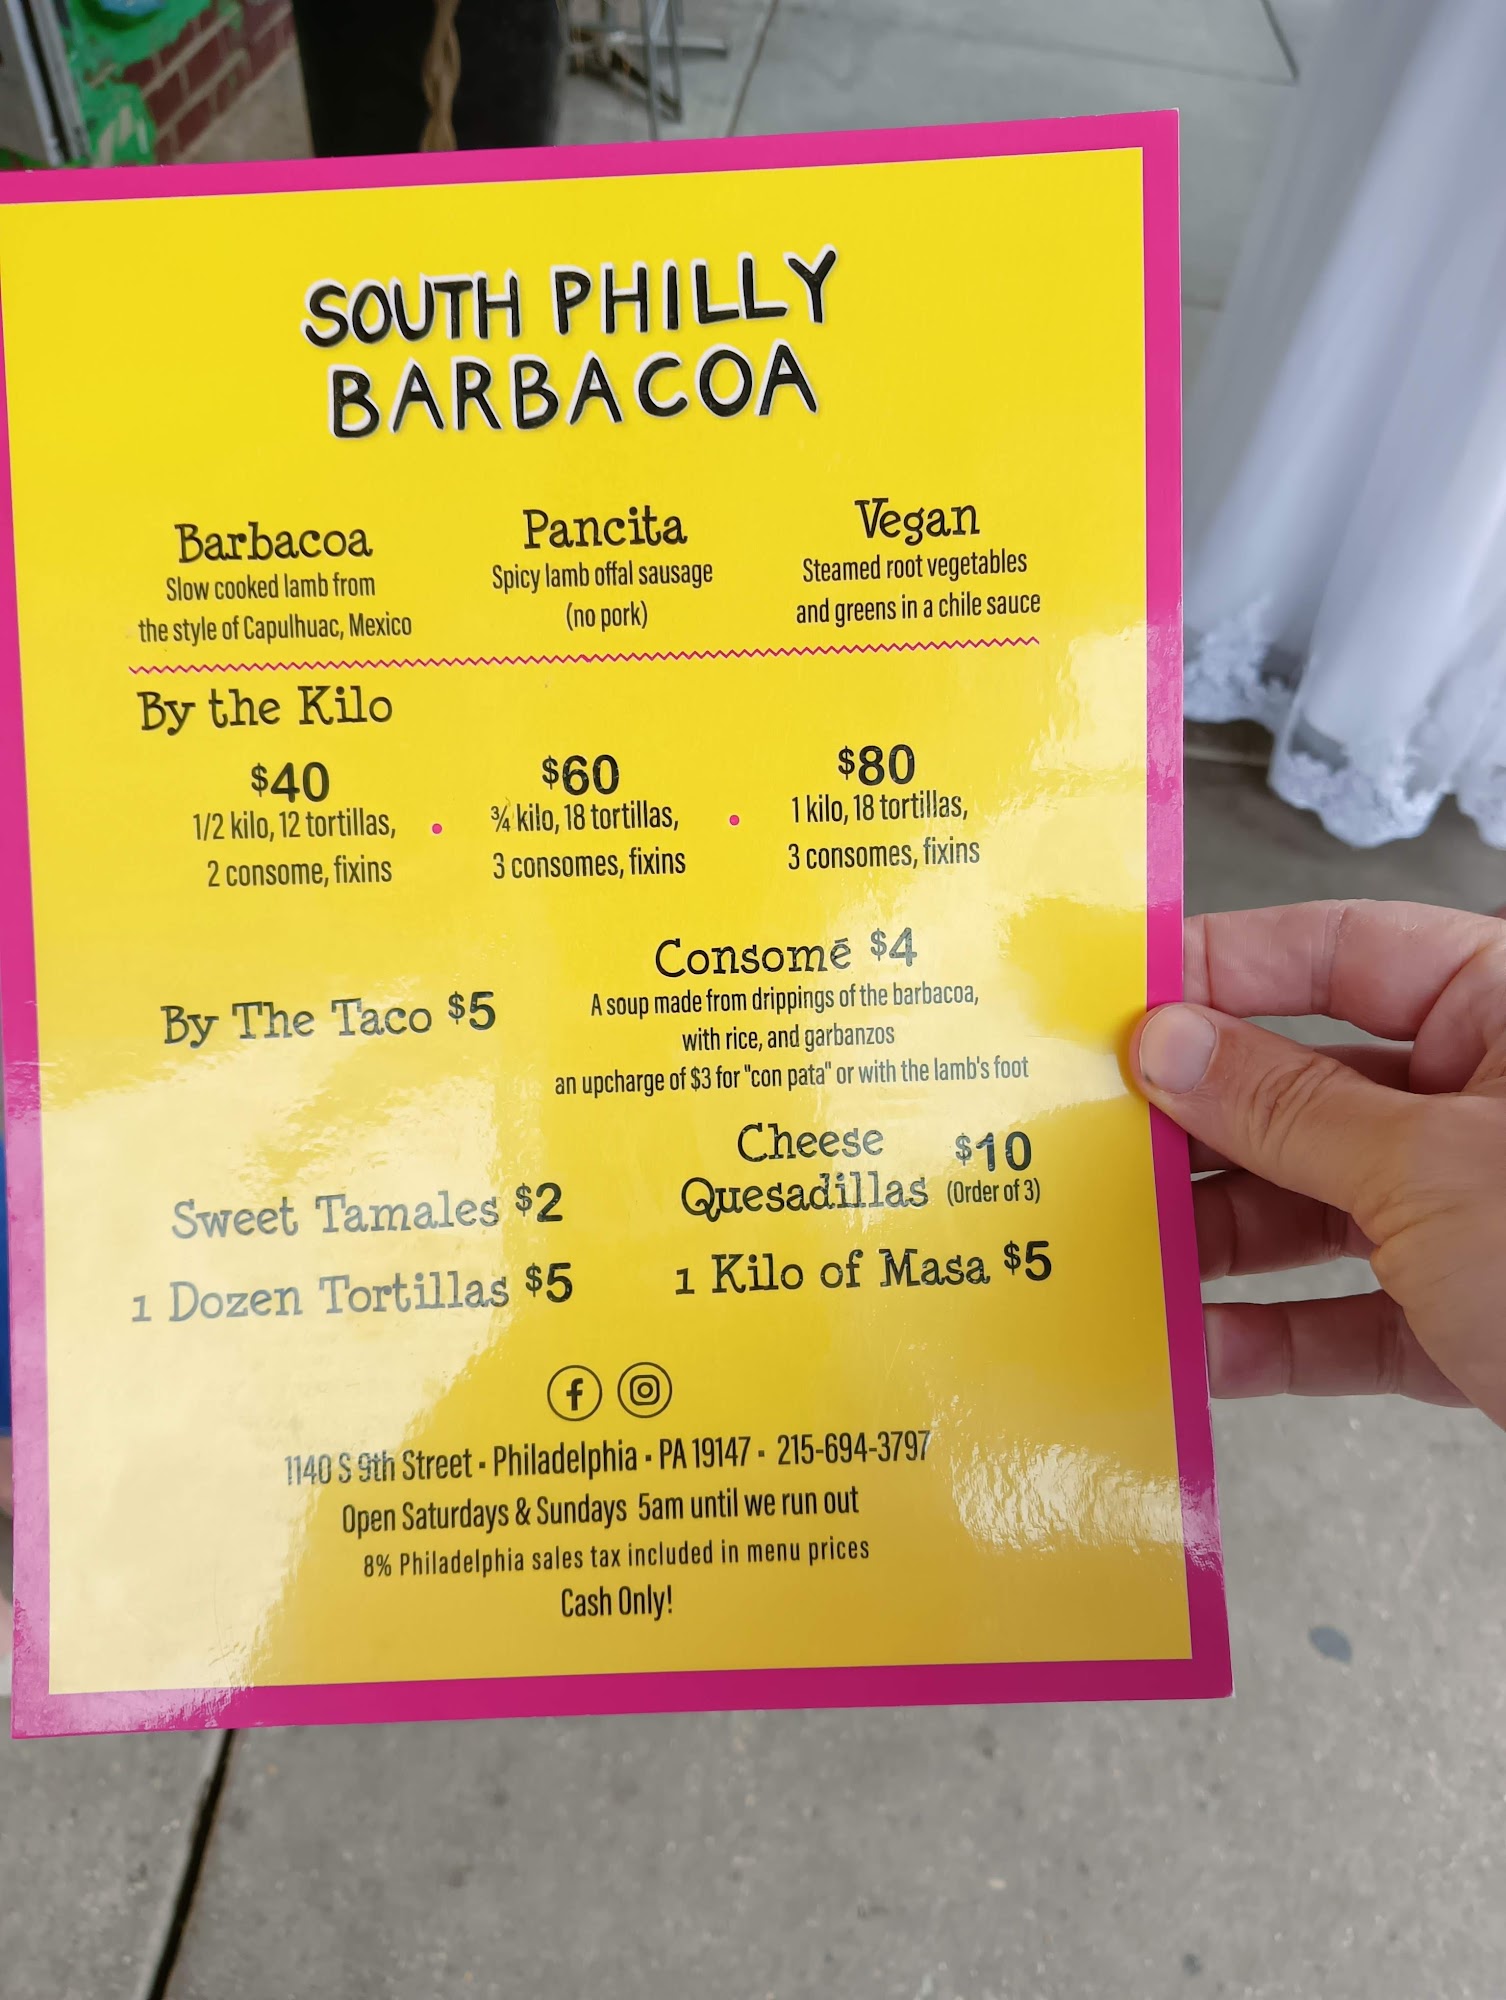 SOUTH PHILLY
BARBACOA
Barbacoa
Slow cooked lamb from
the style of Capulhuac, Mexico
Pancita
Spicy lamb offal sausage
(no pork)
Vegan
Steamed root vegetables
and greens in a chile sauce
By the Kilo
$40
1/2 kilo, 12 tortillas,
2 consome, fixins
$60
¾ kilo, 18 tortillas,
3 consomes, fixins
$80
1 kilo, 18 tortillas,
3 consomes, fixins
By The Taco $5
Consomē $4
A soup made from drippings of the barbacoa,
with rice, and garbanzos
an upcharge of $3 for "con pata" or with the lamb's foot
Sweet Tamales $2
Cheese
Quesadillas
$10
(Order of 3)
1 Dozen Tortillas $5
1 Kilo of Masa $5
1140 S 9th Street • Philadelphia • PA 19147 • 215-694-3797
Open Saturdays & Sundays 5am until we run out
8% Philadelphia sales tax included in menu prices
Cash Only!